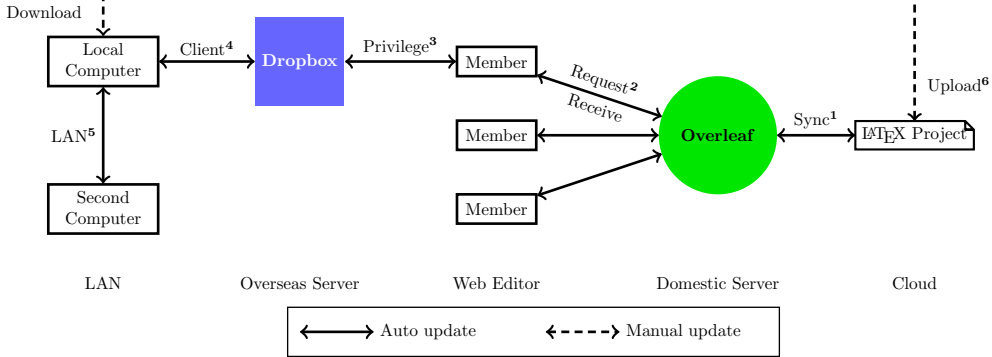 Download
Local
Computer
Client⁴
Dropbox
Privilege³
Member
Request²
Receive
Upload⁶
LAN⁵
Member
Overleaf
Sync¹
LATEX Project
Second
Computer
Member
LAN
Overseas Server
Web Editor
Domestic Server
Cloud
Auto update
Manual update